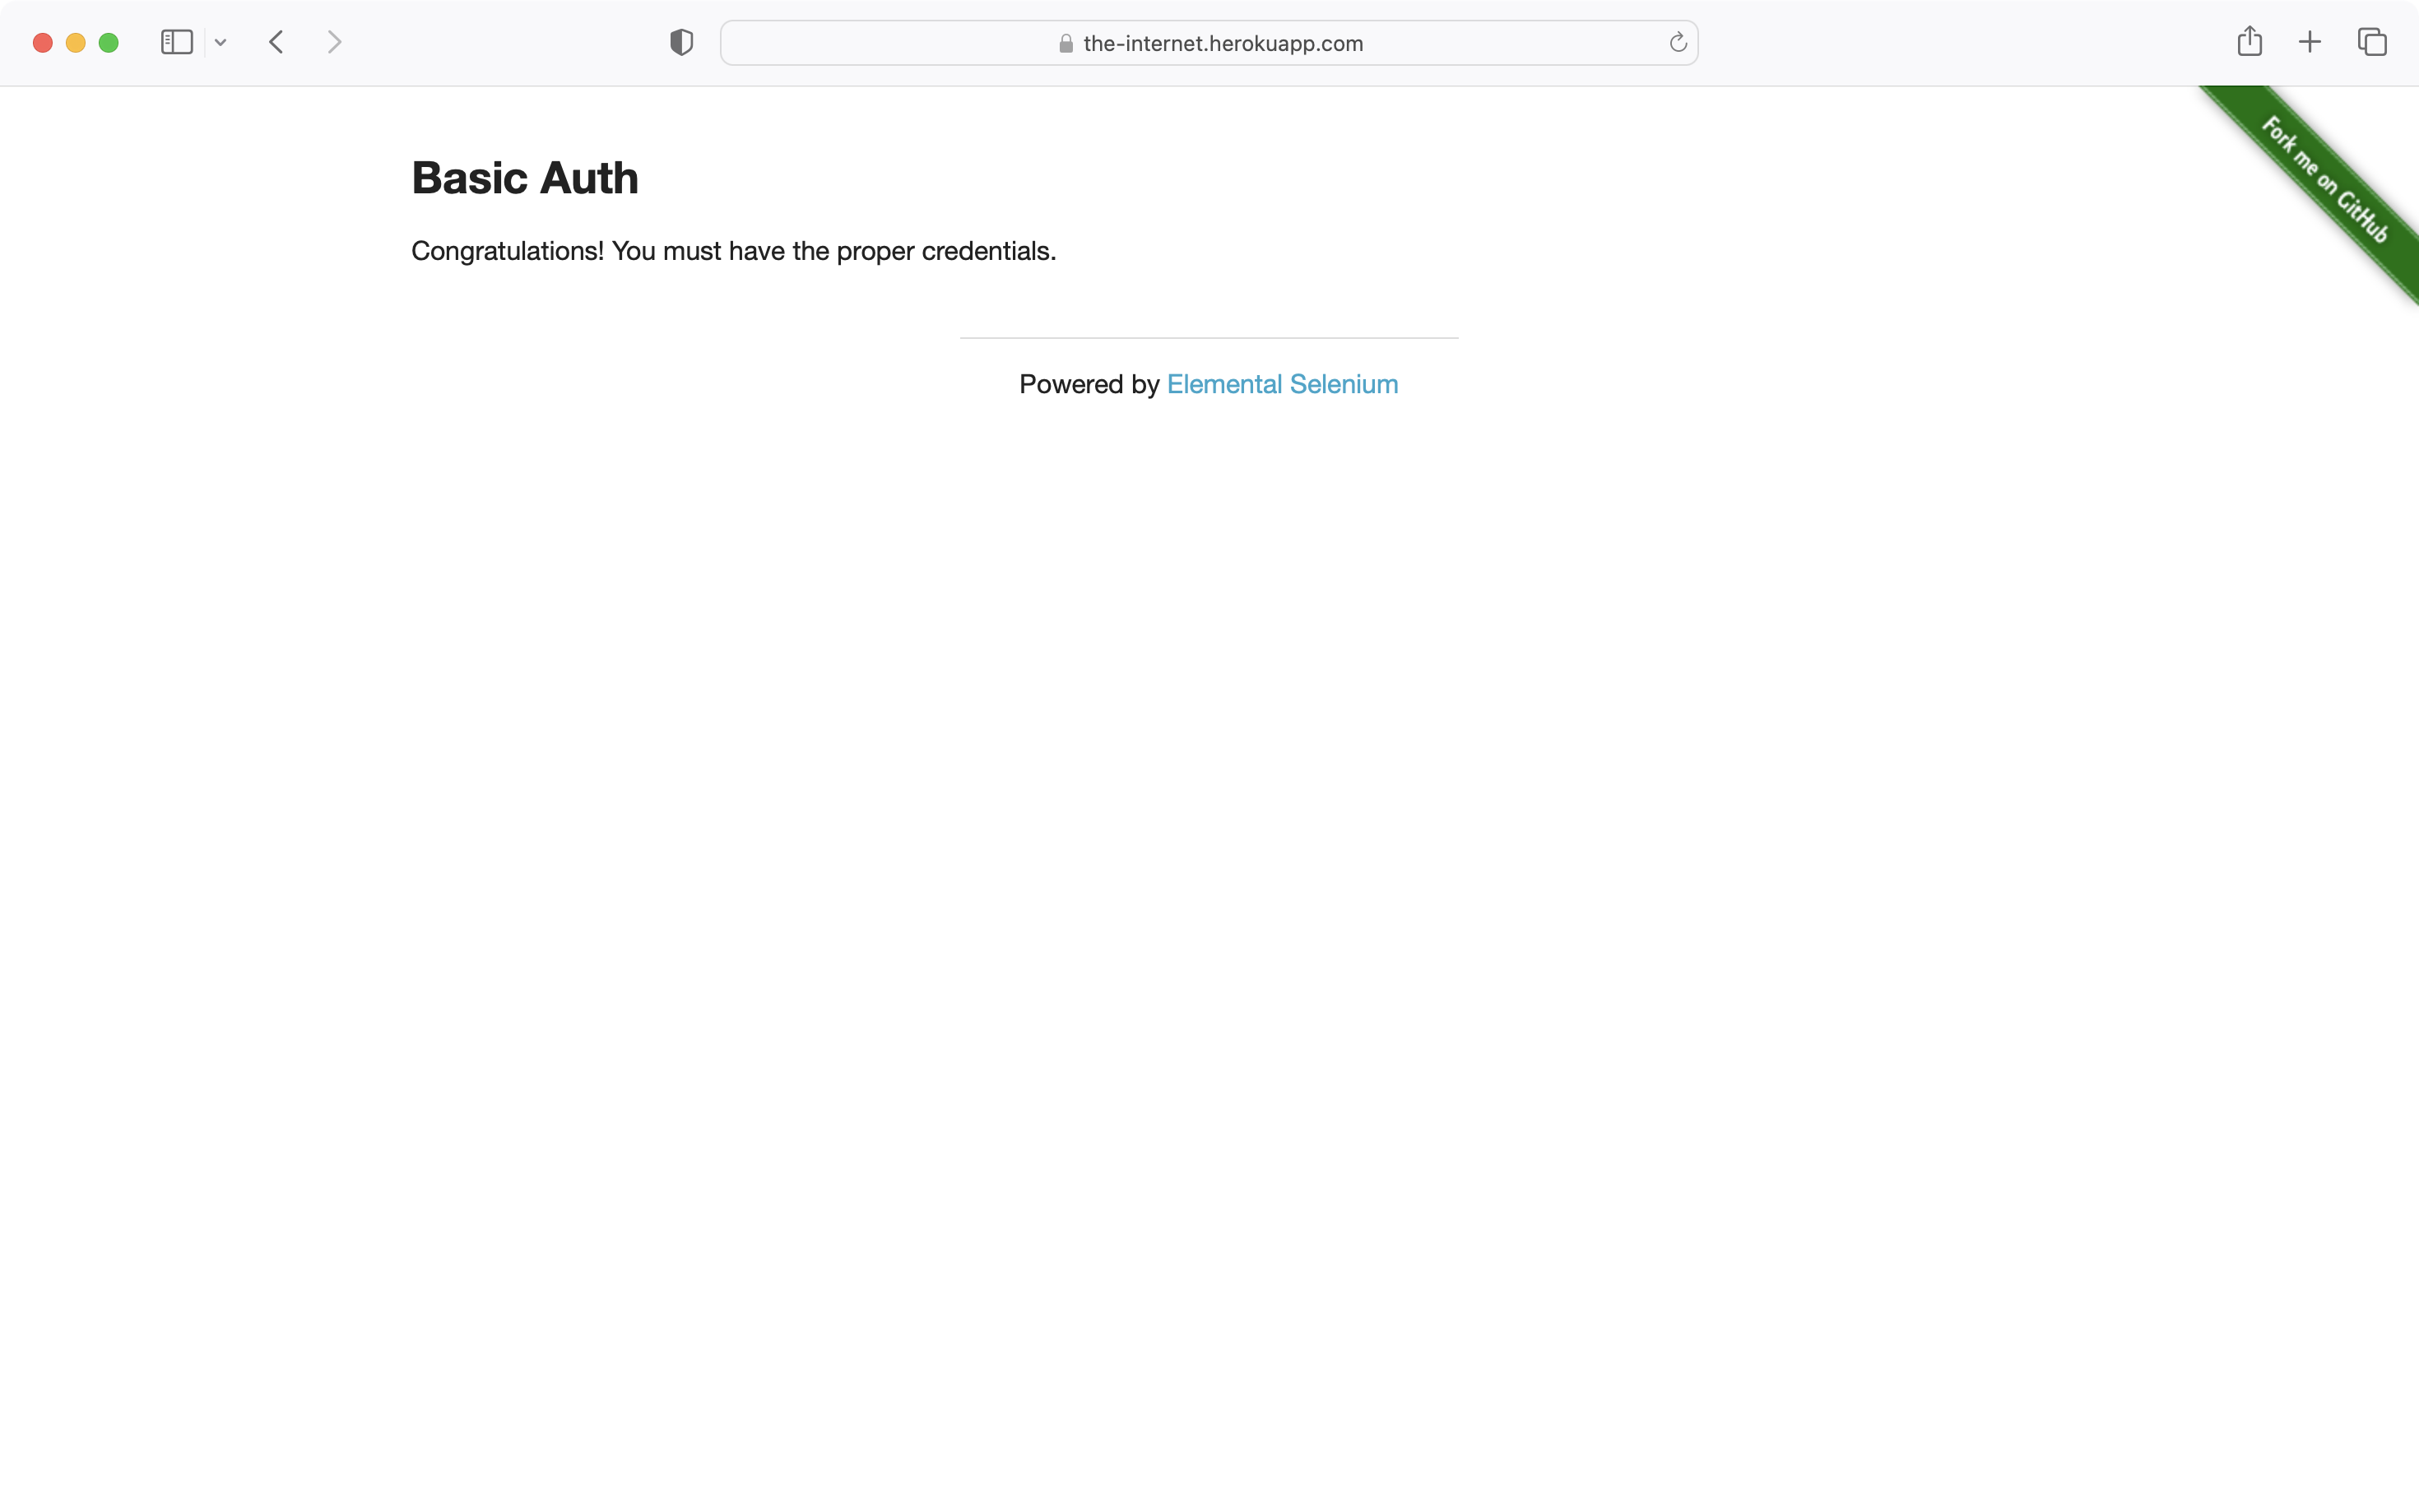 the-internet.herokuapp.com
Fork me on GitHub
Basic Auth
Congratulations! You must have the proper credentials.
Powered by Elemental Selenium